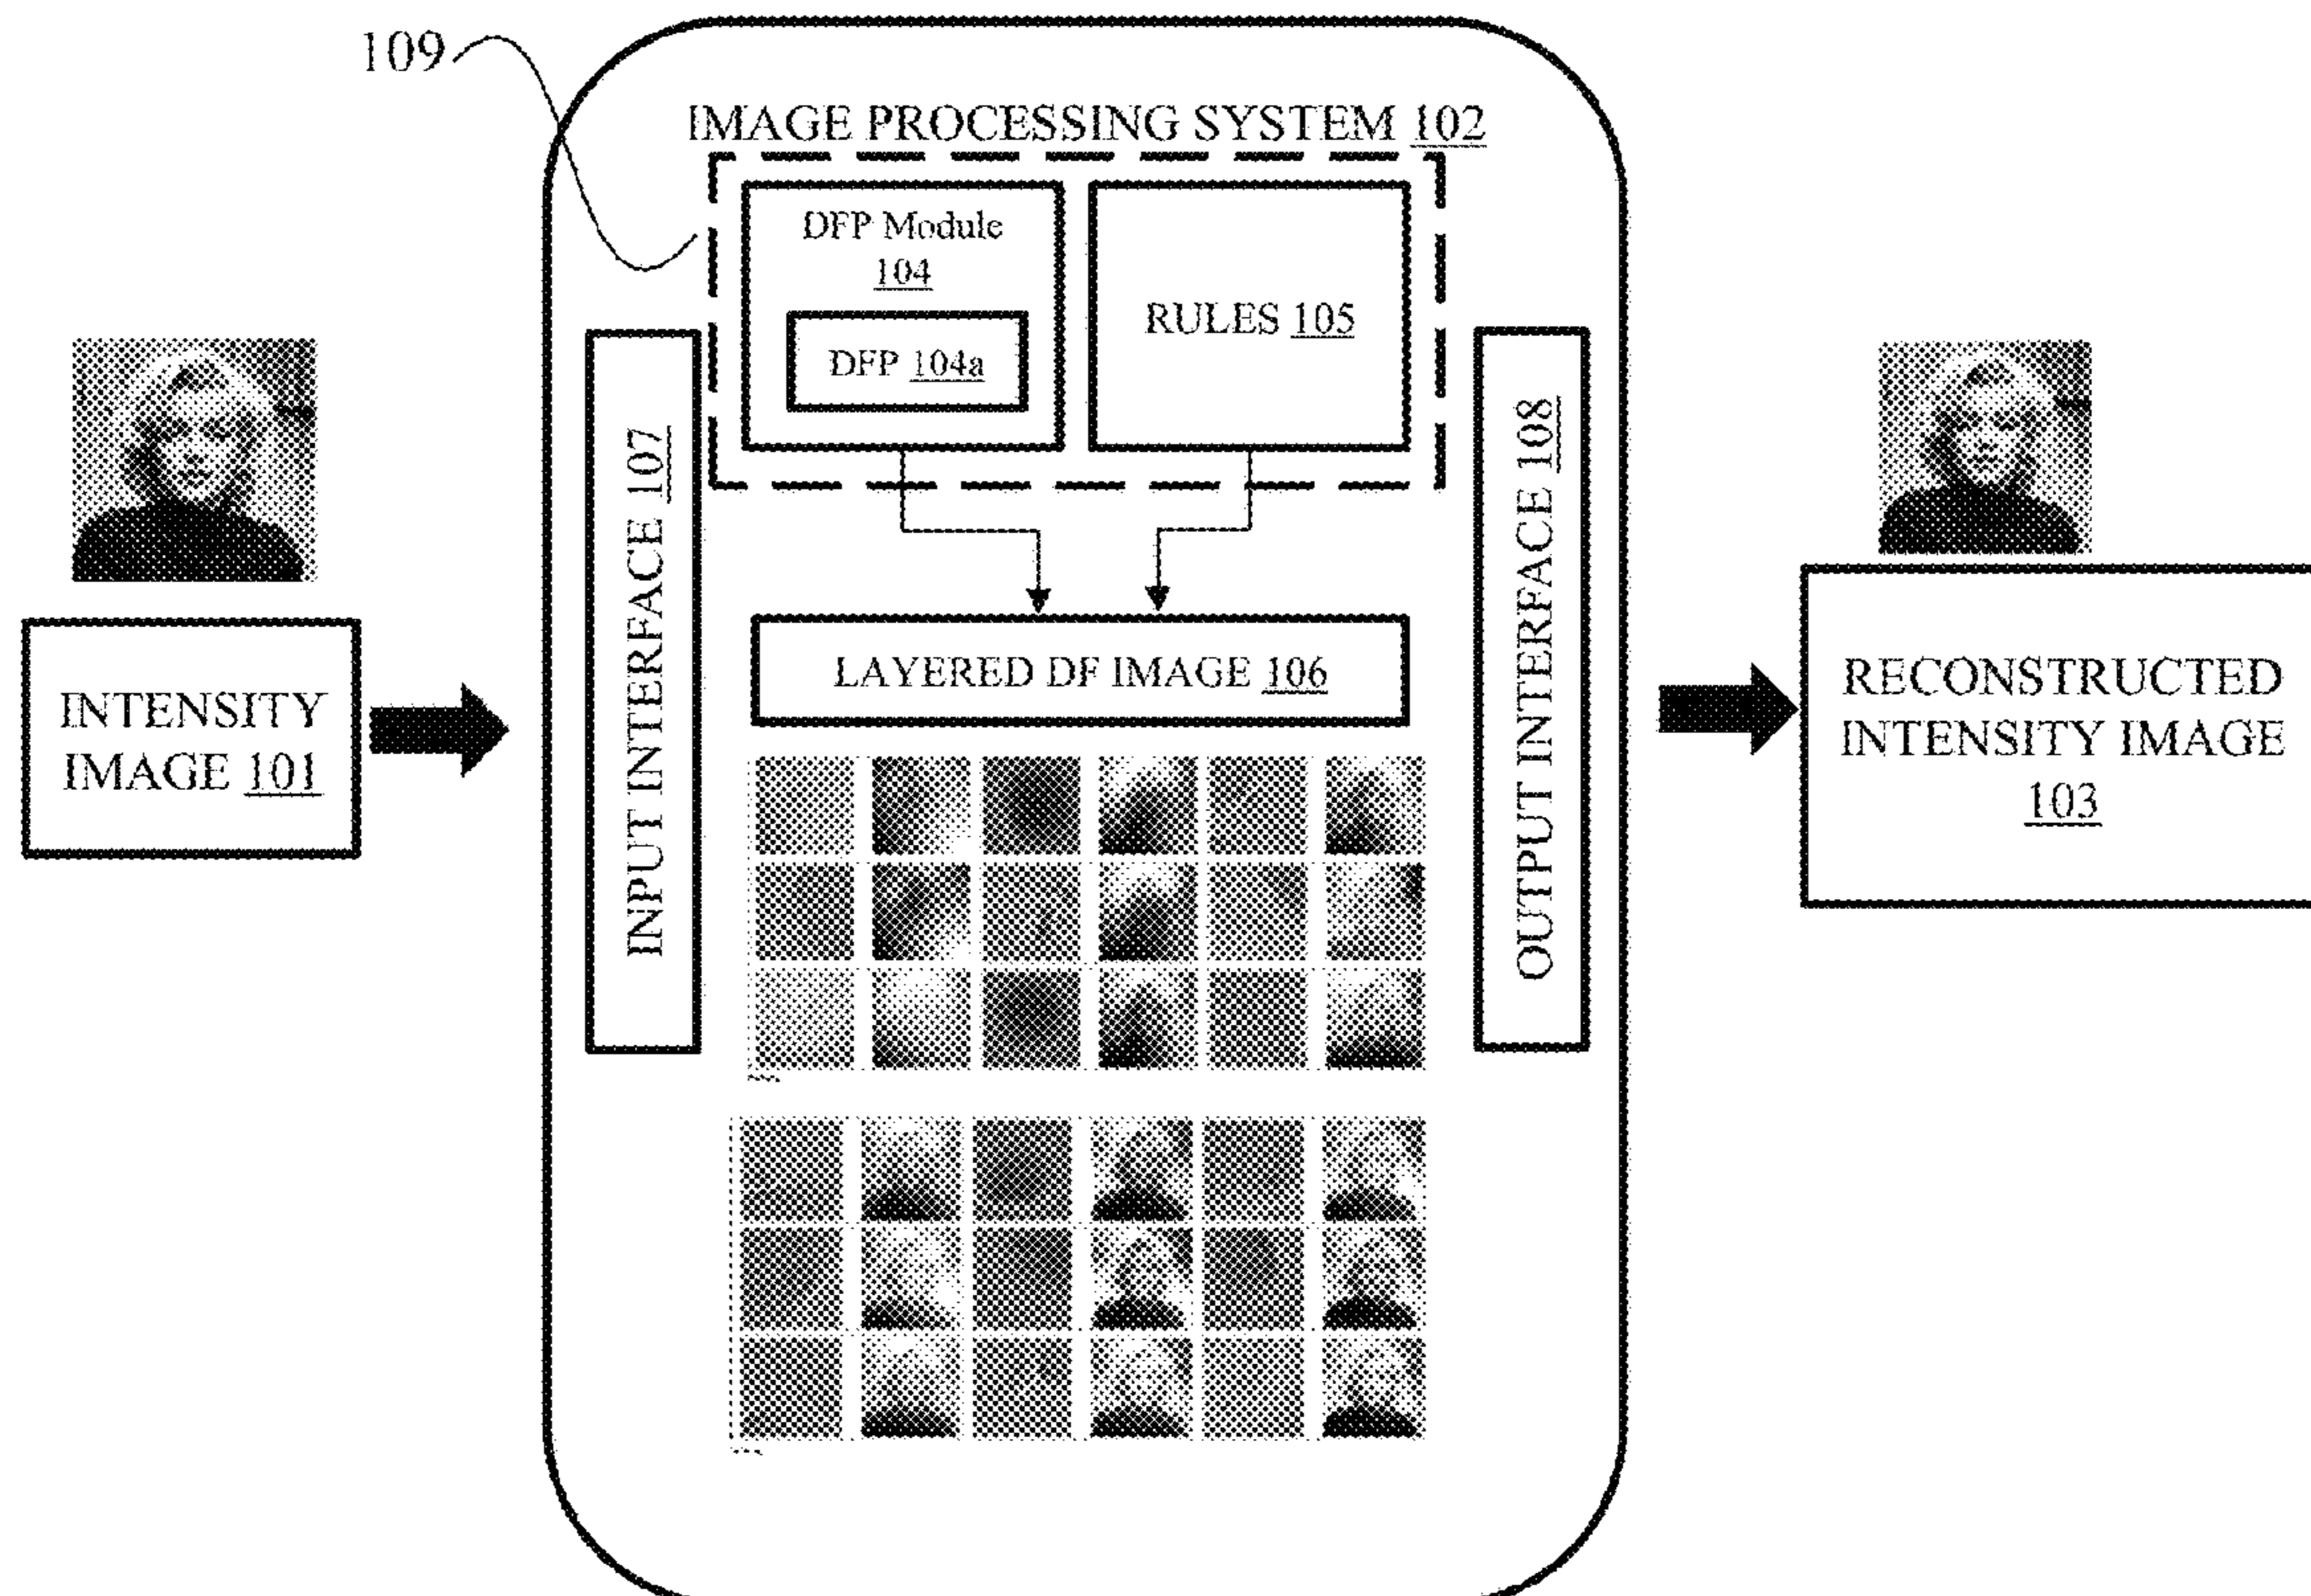 109
IMAGE PROCESSING SYSTEM 102
DFP Module
104
DFP 104a
RULES 105
INPUT INTERFACE 107
OUTPUT INTERFACE 108
LAYERED DF IMAGE 106
INTENSITY
IMAGE 101
RECONSTRUCTED
INTENSITY IMAGE
103